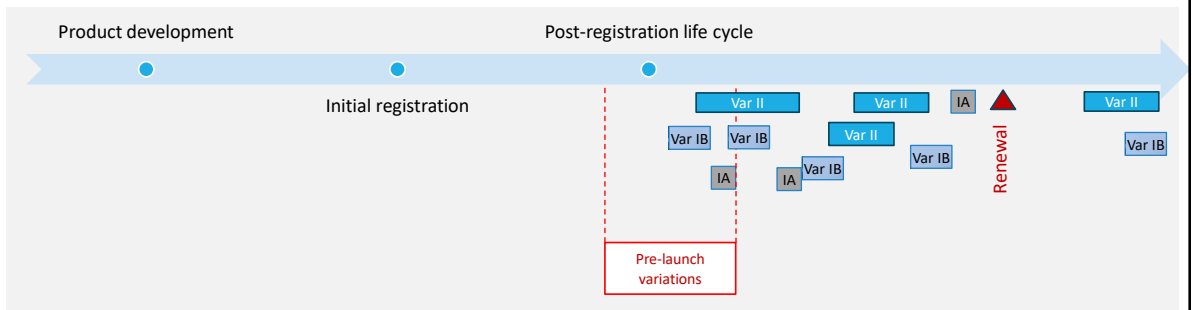 Product development
Post-registration life cycle
Initial registration
Var II
Var II
IA
Var II
Var IB
Var IB
Var II
Var IB
Var IB
IA
IA
Var IB
Renewal
Pre-launch
variations